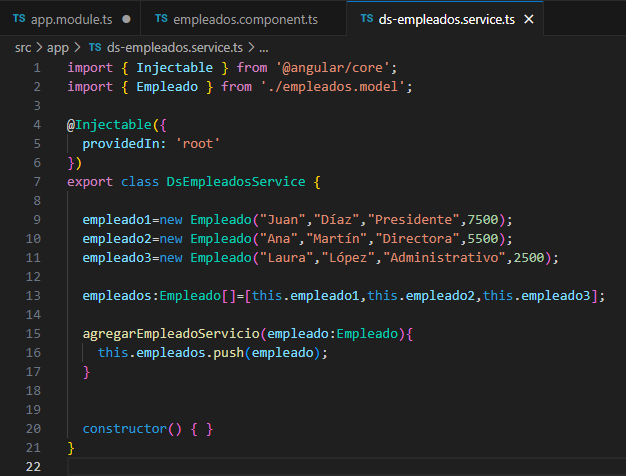 TS app.module.ts ●
TS empleados.component.ts
TS ds-empleados.service.ts ×
src > app > TS ds-empleados.service.ts > ...
1 import { Injectable } from '@angular/core';
2 import { Empleado } from './empleados.model';
3
4 @Injectable({
5   providedIn: 'root'
6 })
7 export class DsEmpleadosService {
8
9   empleado1=new Empleado("Juan","Díaz","Presidente",7500);
10   empleado2=new Empleado("Ana","Martín","Directora",5500);
11   empleado3=new Empleado("Laura","López","Administrativo",2500);
12
13   empleados:Empleado[]=[this.empleado1,this.empleado2,this.empleado3];
14
15   agregarEmpleadoServicio(empleado:Empleado){
16     this.empleados.push(empleado);
17   }
18
19
20   constructor() { }
21 }
22